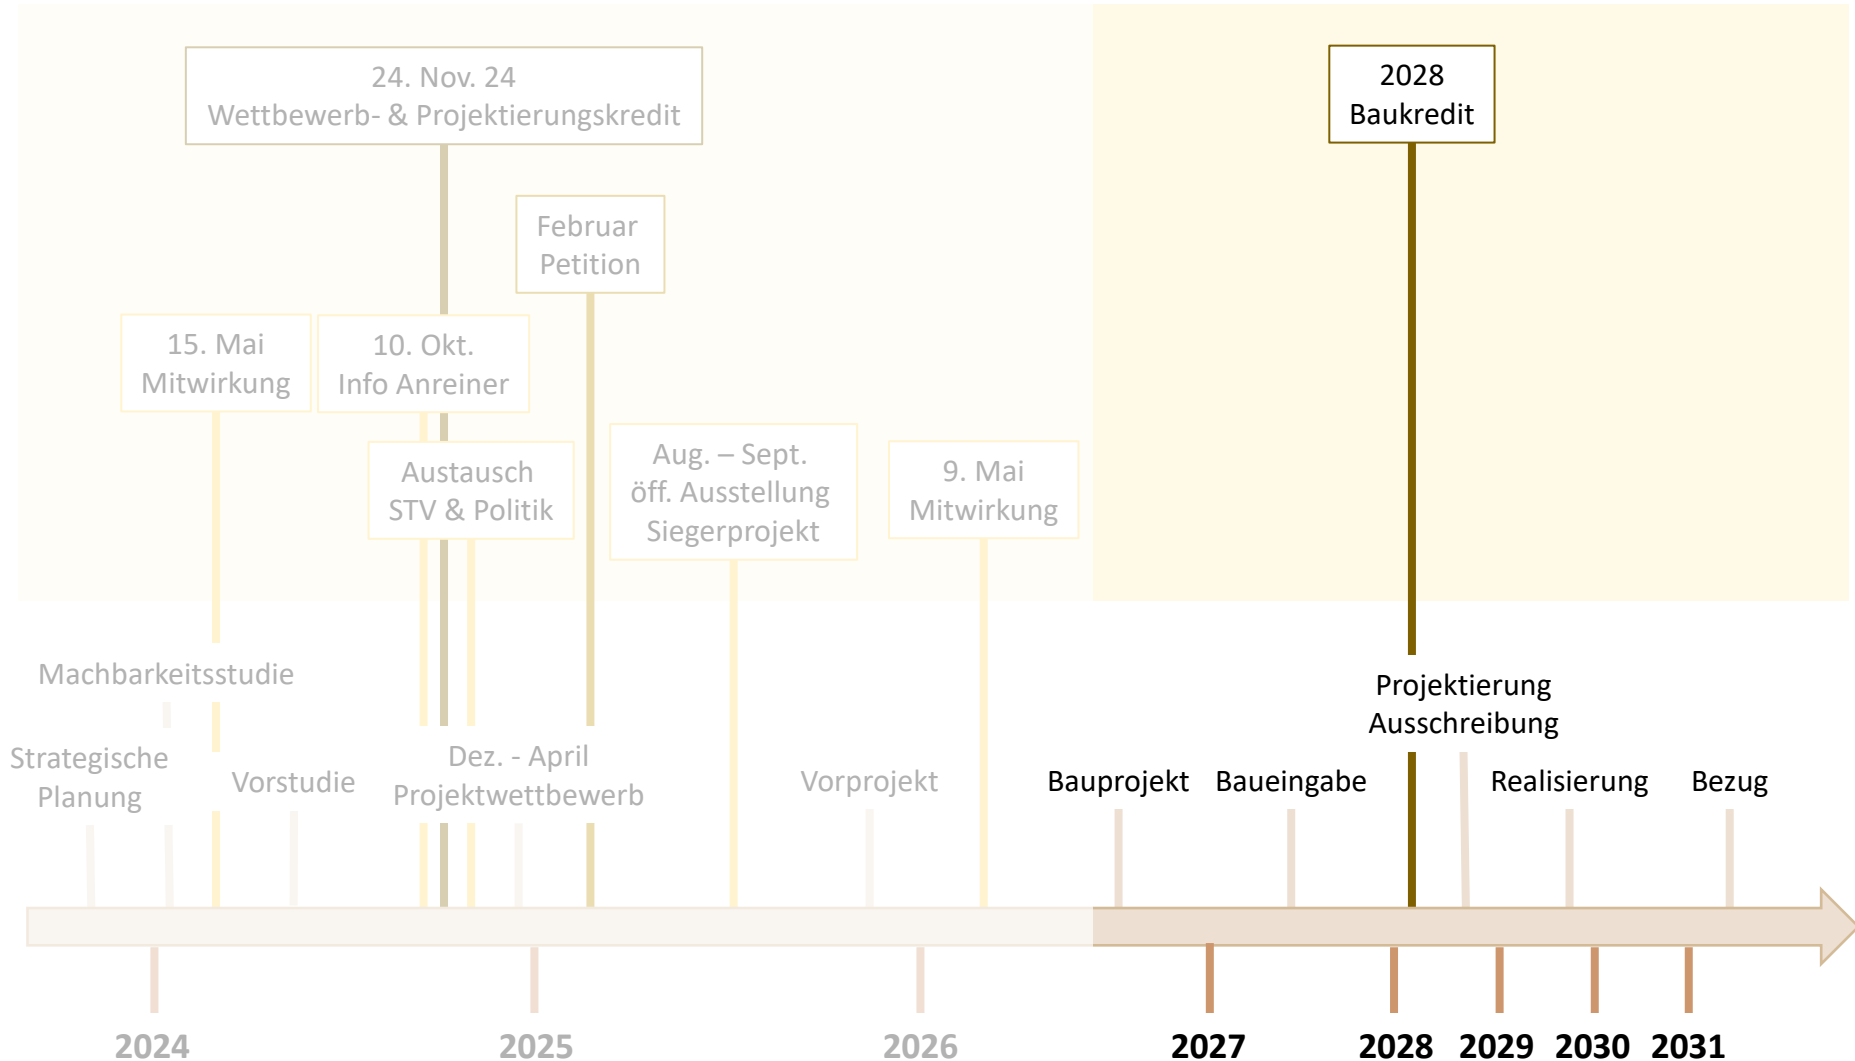 24. Nov. 24
Wettbewerb- & Projektierungskredit
2028
Baukredit
Februar
Petition
15. Mai
Mitwirkung
10. Okt.
Info Anreiner
Austausch
STV & Politik
Aug. – Sept.
öff. Ausstellung
Siegerprojekt
9. Mai
Mitwirkung
Machbarkeitsstudie
Strategische
Planung
Vorstudie
Dez. - April
Projektwettbewerb
Vorprojekt
Bauprojekt
Baueingabe
Projektierung
Ausschreibung
Realisierung
Bezug
2024
2025
2026
2027
2028
2029
2030
2031